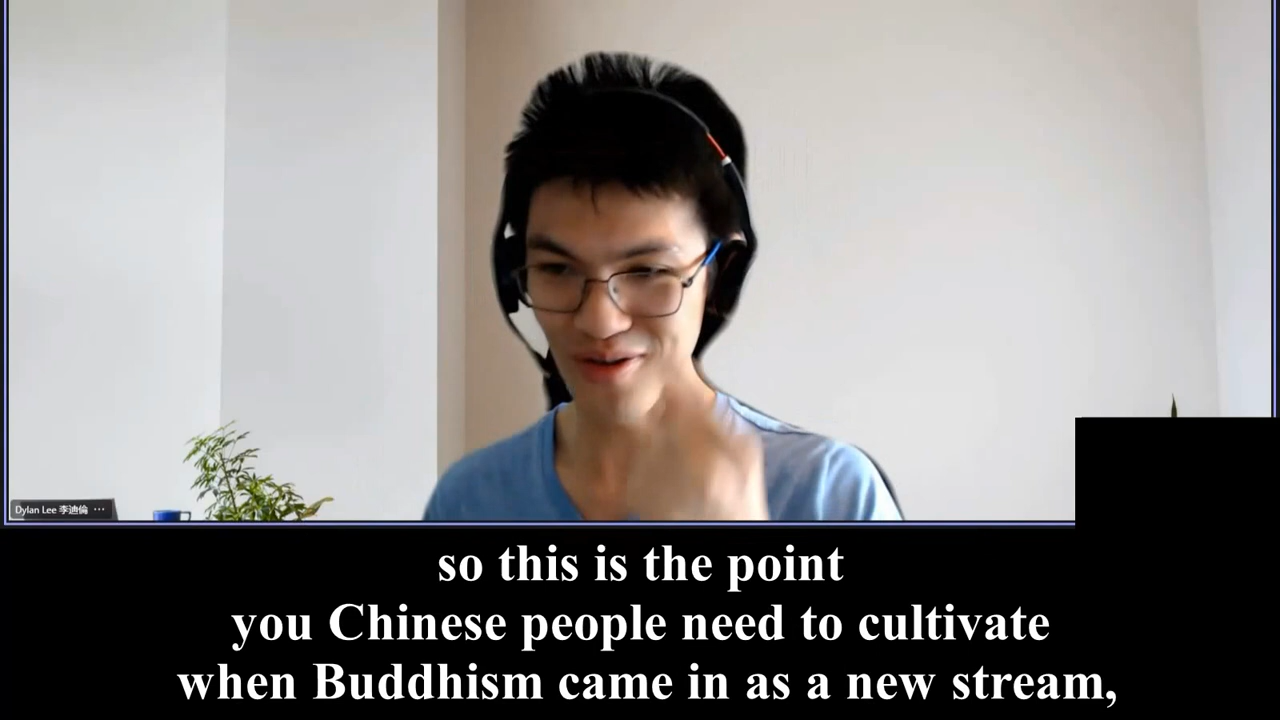 Dylan Lee 李迪倫 ···
so this is the point
you Chinese people need to cultivate
when Buddhism came in as a new stream,